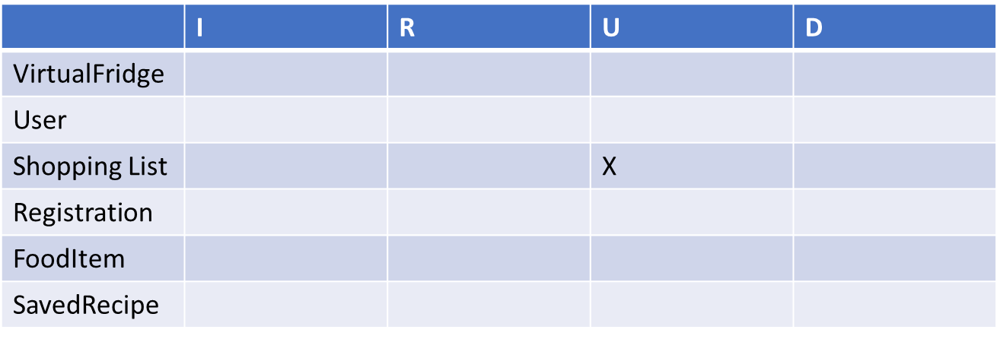 I R U D
VirtualFridge
User
Shopping List X
Registration
FoodItem
SavedRecipe